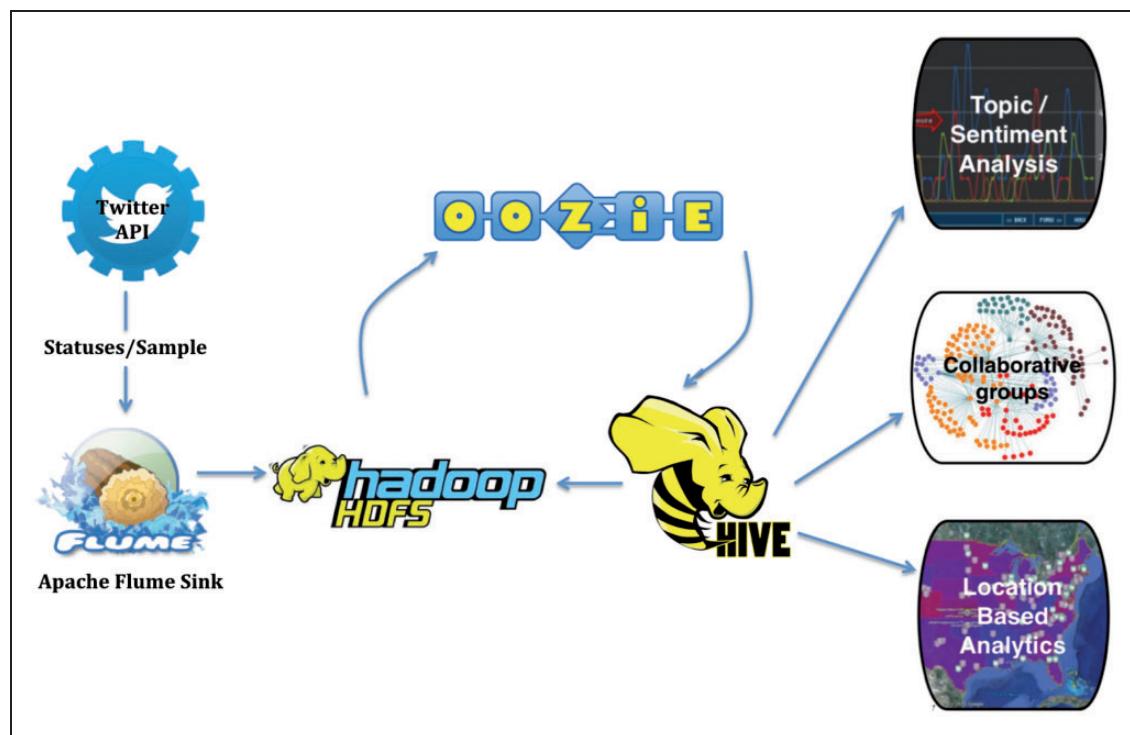 Twitter
API
Statuses/Sample
FLUME
Apache Flume Sink
OOZiE
hadoop
HDFS
HIVE
Topic /
Sentiment
Analysis
<< BACK
Collaborative
groups
Location
Based
Analytics